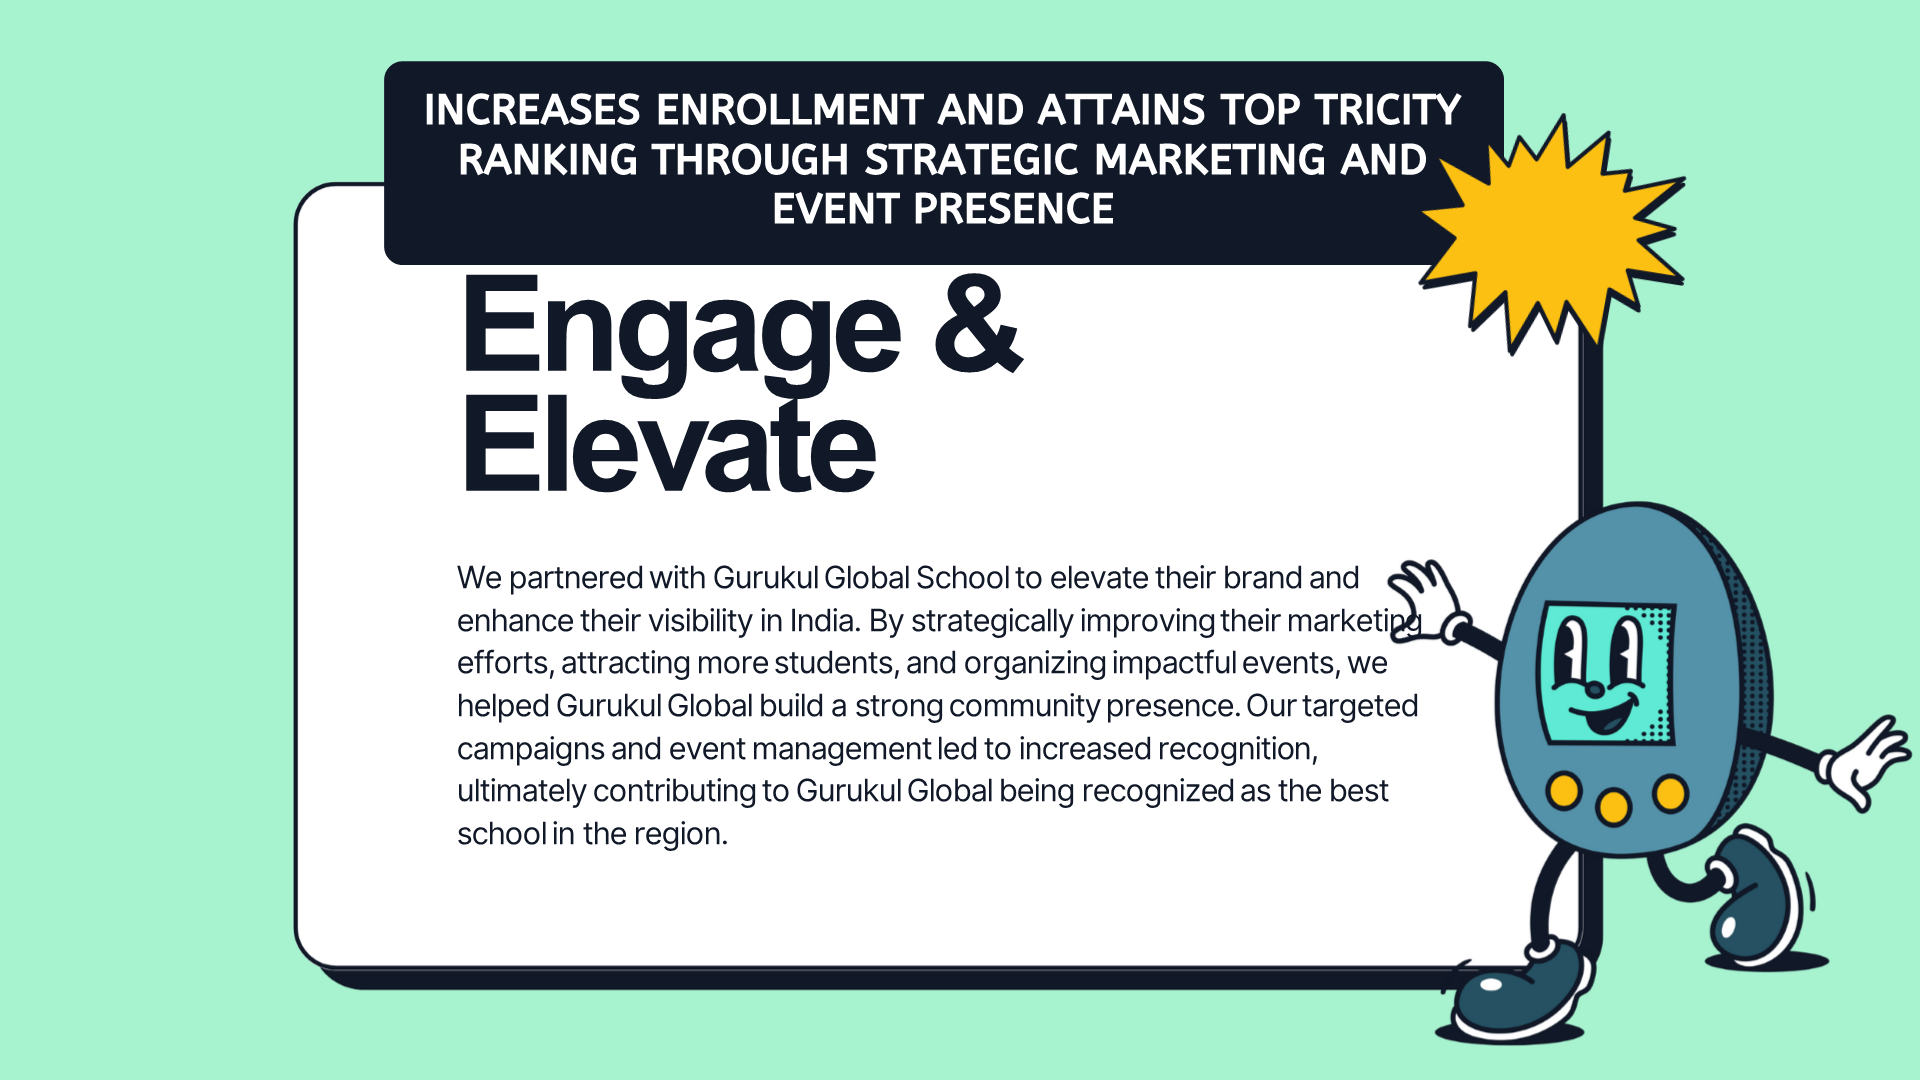 INCREASES ENROLLMENT AND ATTAINS TOP TRICITY
RANKING THROUGH STRATEGIC MARKETING AND
EVENT PRESENCE
Engage &
Elevate
We partnered with Gurukul Global School to elevate their brand and
enhance their visibility in India. By strategically improving their marketing
efforts, attracting more students, and organizing impactful events, we
helped Gurukul Global build a strong community presence. Our targeted
campaigns and event management led to increased recognition,
ultimately contributing to Gurukul Global being recognized as the best
school in the region.